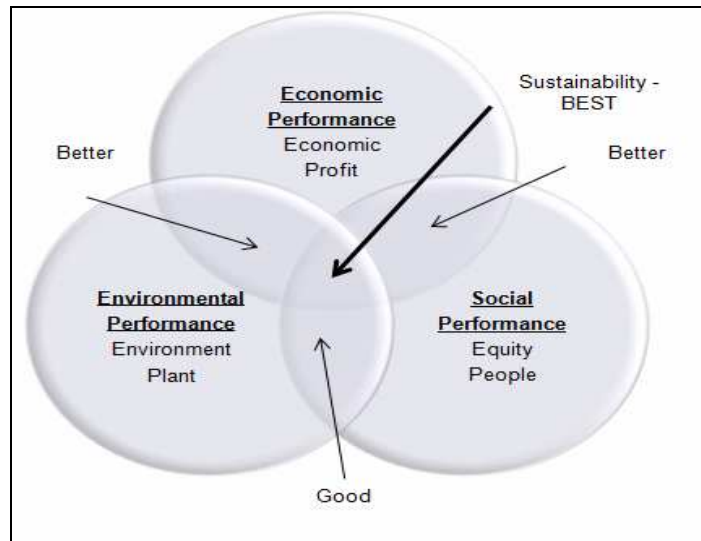 Economic
Performance
Economic
Profit
Sustainability -
BEST
Better
Better
Environmental
Performance
Environment
Plant
Social
Performance
Equity
People
Good